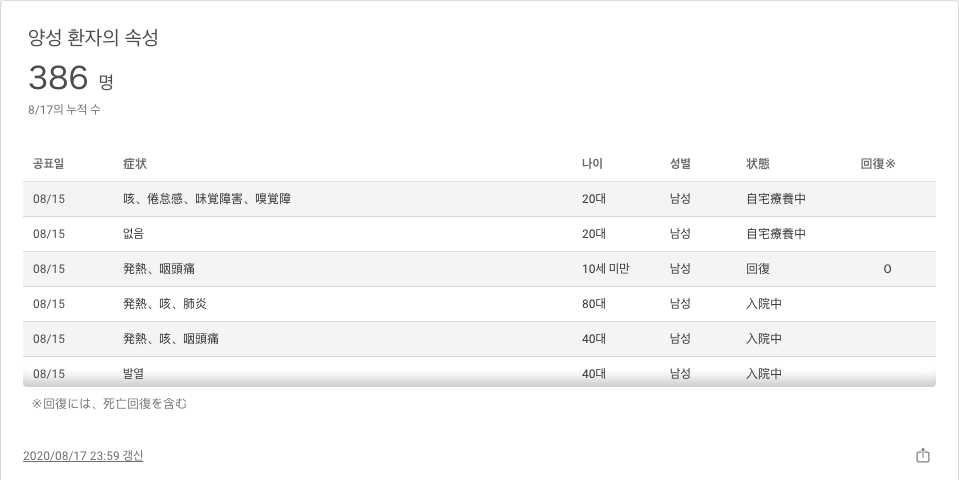 양성 환자의 속성
386 명
8/17의 누적 수
공표일 症状 나이 성별 状態 回復※
08/15 咳、倦怠感、味覚障害、嗅覚障 20대 남성 自宅療養中
08/15 없음 20대 남성 自宅療養中
08/15 発熱、咽頭痛 10세 미만 남성 回復 O
08/15 発熱、咳、肺炎 80대 남성 入院中
08/15 発熱、咳、咽頭痛 40대 남성 入院中
08/15 발열 40대 남성 入院中
※回復には、死亡回復を含む
2020/08/17 23:59 갱신